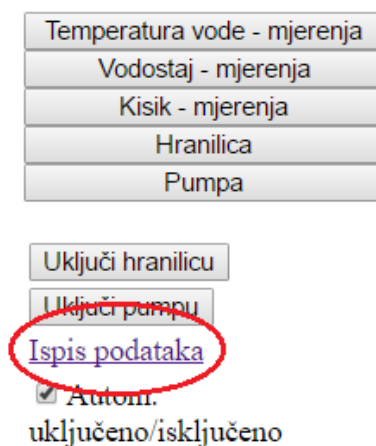 Temperatura vode - mjerenja
Vodostaj - mjerenja
Kisik - mjerenja
Hranilica
Pumpa
Uključi hranilicu
Uključi pumpu
Ispis podataka
Autom.
uključeno/isključeno